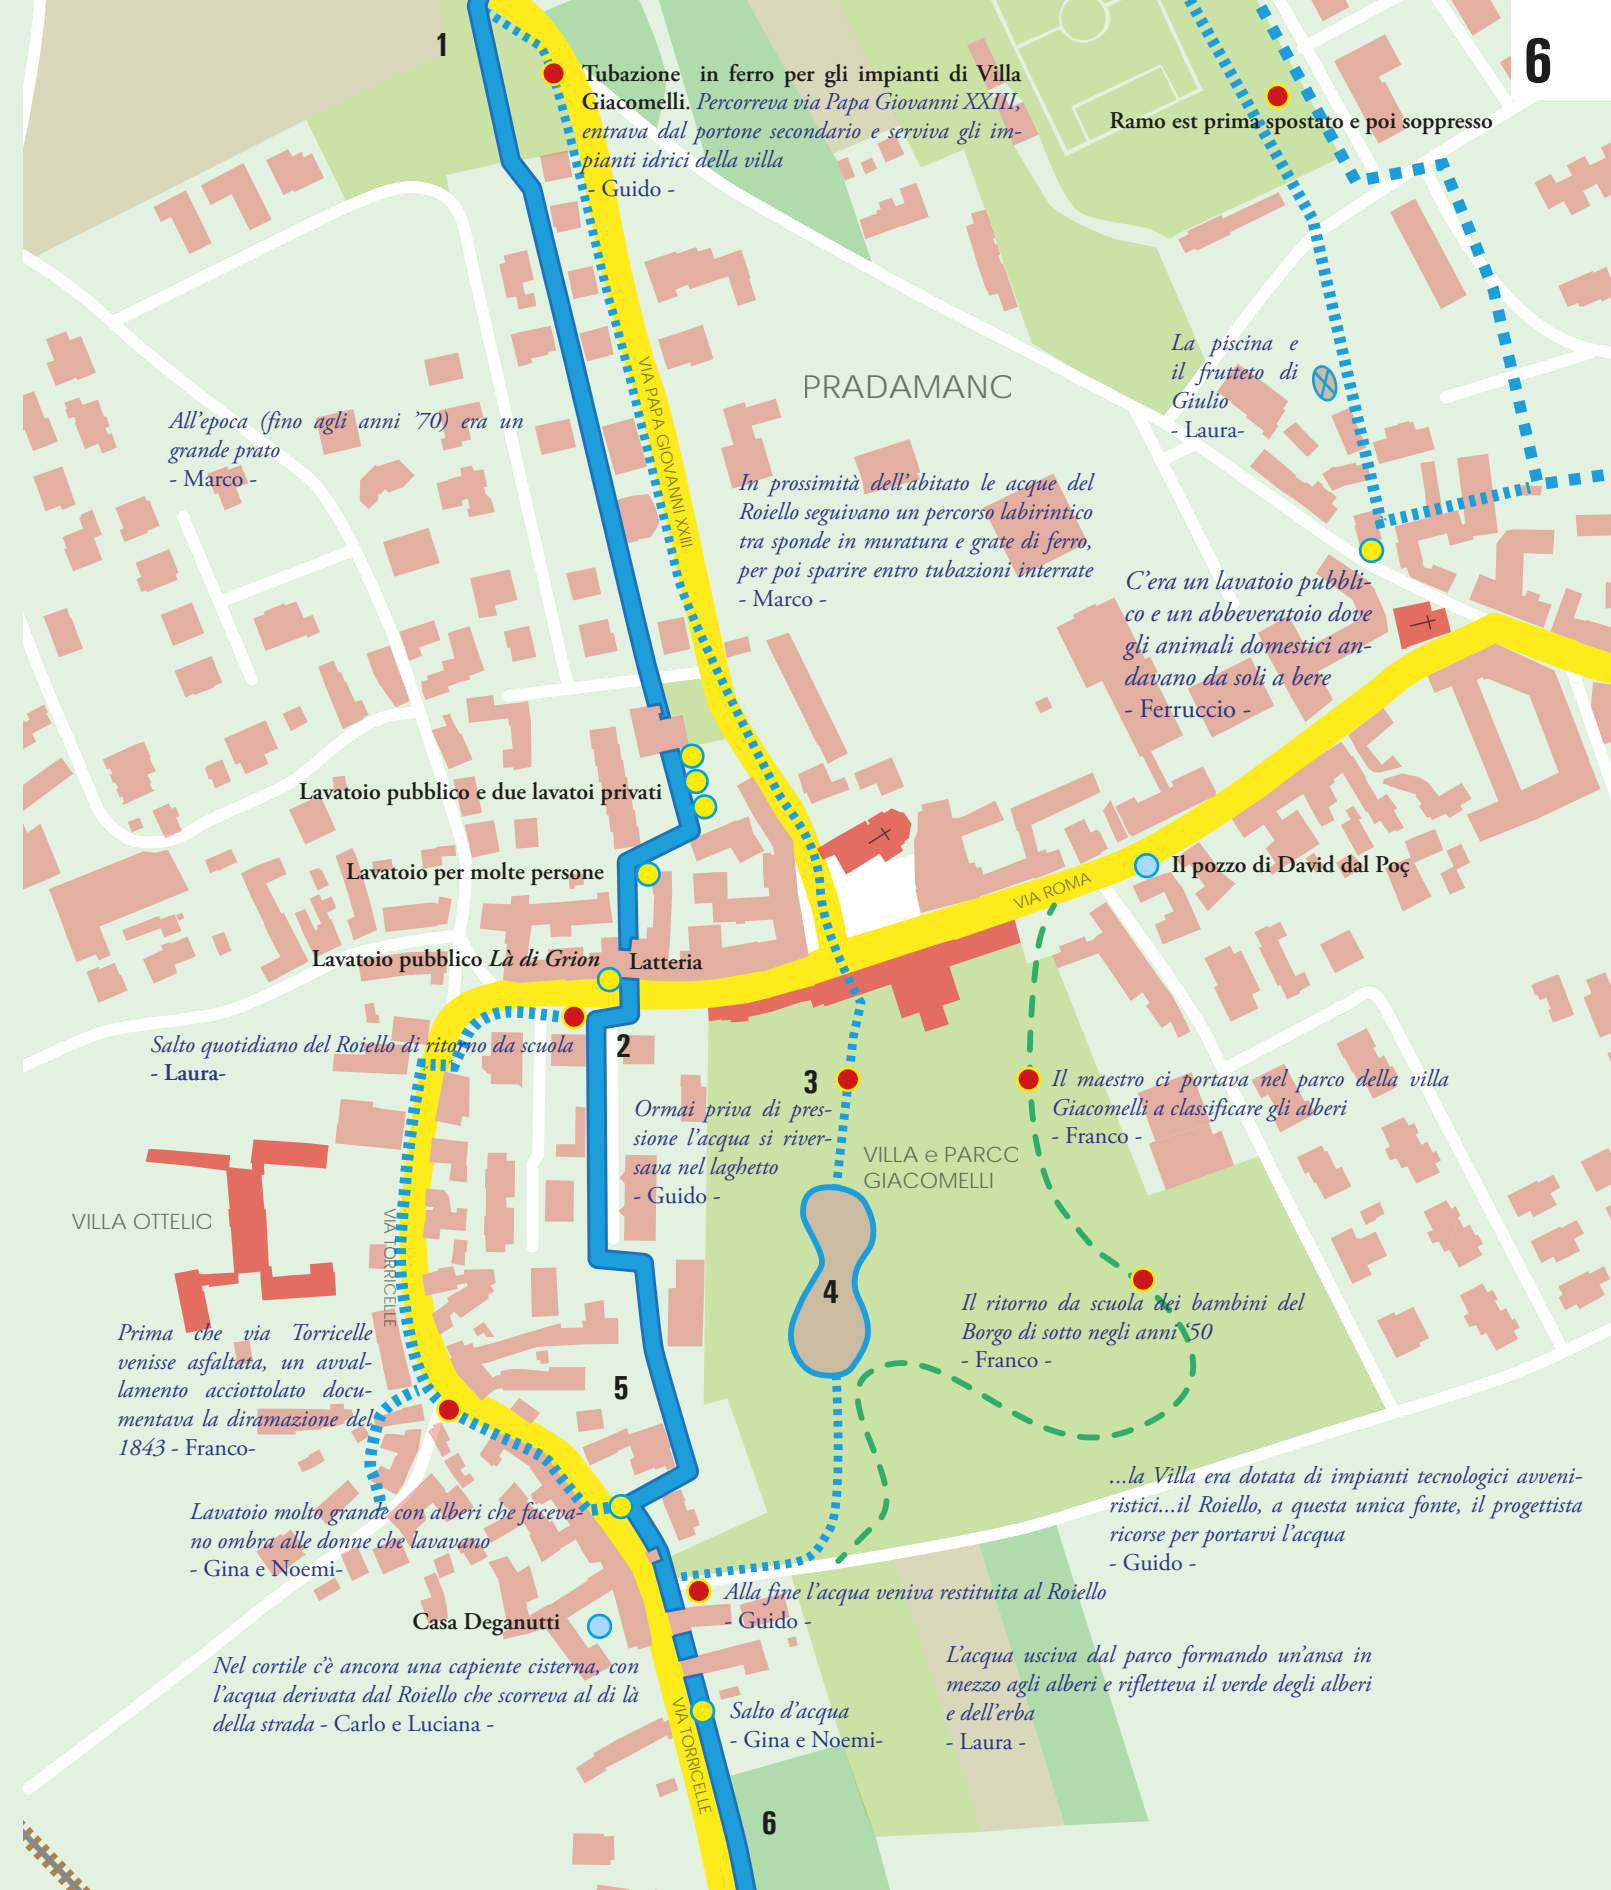 1
6
Tubazione in ferro per gli impianti di Villa
Giacomelli. Percorreva via Papa Giovanni XXIII,
entrava dal portone secondario e serviva gli im-
pianti idrici della villa
- Guido -
Ramo est prima spostato e poi soppresso
La piscina e
il frutteto di
Giulio
- Laura-
VIA PAPA GIOVANNI XXIII
PRADAMANO
All'epoca (fino agli anni '70) era un
grande prato
- Marco -
In prossimità dell'abitato le acque del
Roiello seguivano un percorso labirintico
tra sponde in muratura e grate di ferro,
per poi sparire entro tubazioni interrate
- Marco -
C'era un lavatoio pubbli-
co e un abbeveratoio dove
gli animali domestici an-
davano da soli a bere
- Ferruccio -
Lavatoio pubblico e due lavatoi privati
Lavatoio per molte persone
Il pozzo di David dal Poç
VIA ROMA
Lavatoio pubblico Là di Grion
Latteria
Salto quotidiano del Roiello di ritorno da scuola
- Laura-
2
3
Ormai priva di pres-
sione l'acqua si river-
sava nel laghetto
- Guido -
Il maestro ci portava nel parco della villa
Giacomelli a classificare gli alberi
- Franco -
VILLA e PARCO
GIACOMELLI
VILLA OTTELIO
VIA TORRICELLE
4
Il ritorno da scuola dei bambini del
Borgo di sotto negli anni '50
- Franco -
Prima che via Torricelle
venisse asfaltata, un avval-
lamento acciottolato docu-
mentava la diramazione del
1843 - Franco-
5
...la Villa era dotata di impianti tecnologici avveni-
ristici...il Roiello, a questa unica fonte, il progettista
ricorse per portarvi l'acqua
- Guido -
Lavatoio molto grande con alberi che faceva-
no ombra alle donne che lavavano
- Gina e Noemi-
Alla fine l'acqua veniva restituita al Roiello
- Guido -
Casa Deganutti
Nel cortile c'è ancora una capiente cisterna, con
l'acqua derivata dal Roiello che scorreva al di là
della strada - Carlo e Luciana -
L'acqua usciva dal parco formando un'ansa in
mezzo agli alberi e rifletteva il verde degli alberi
e dell'erba
- Laura -
Salto d'acqua
- Gina e Noemi-
VIA TORRICELLE
6